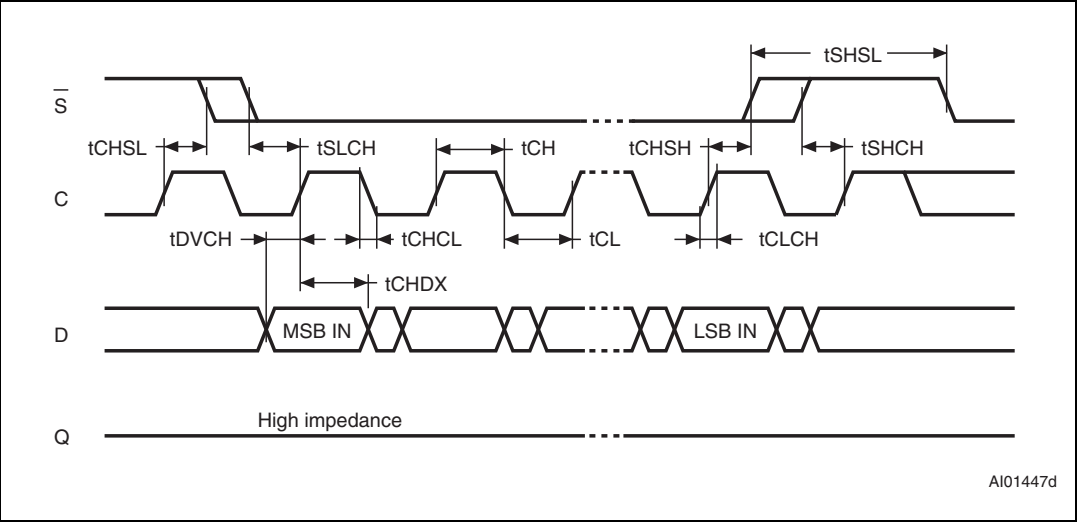 tSHSL
S
tCHSL
tSLCH
tCH
tCHSH
tSHCH
C
tDVCH
tCHCL
tCL
tCLCH
tCHDX
D
MSB IN
LSB IN
High impedance
Q
AI01447d